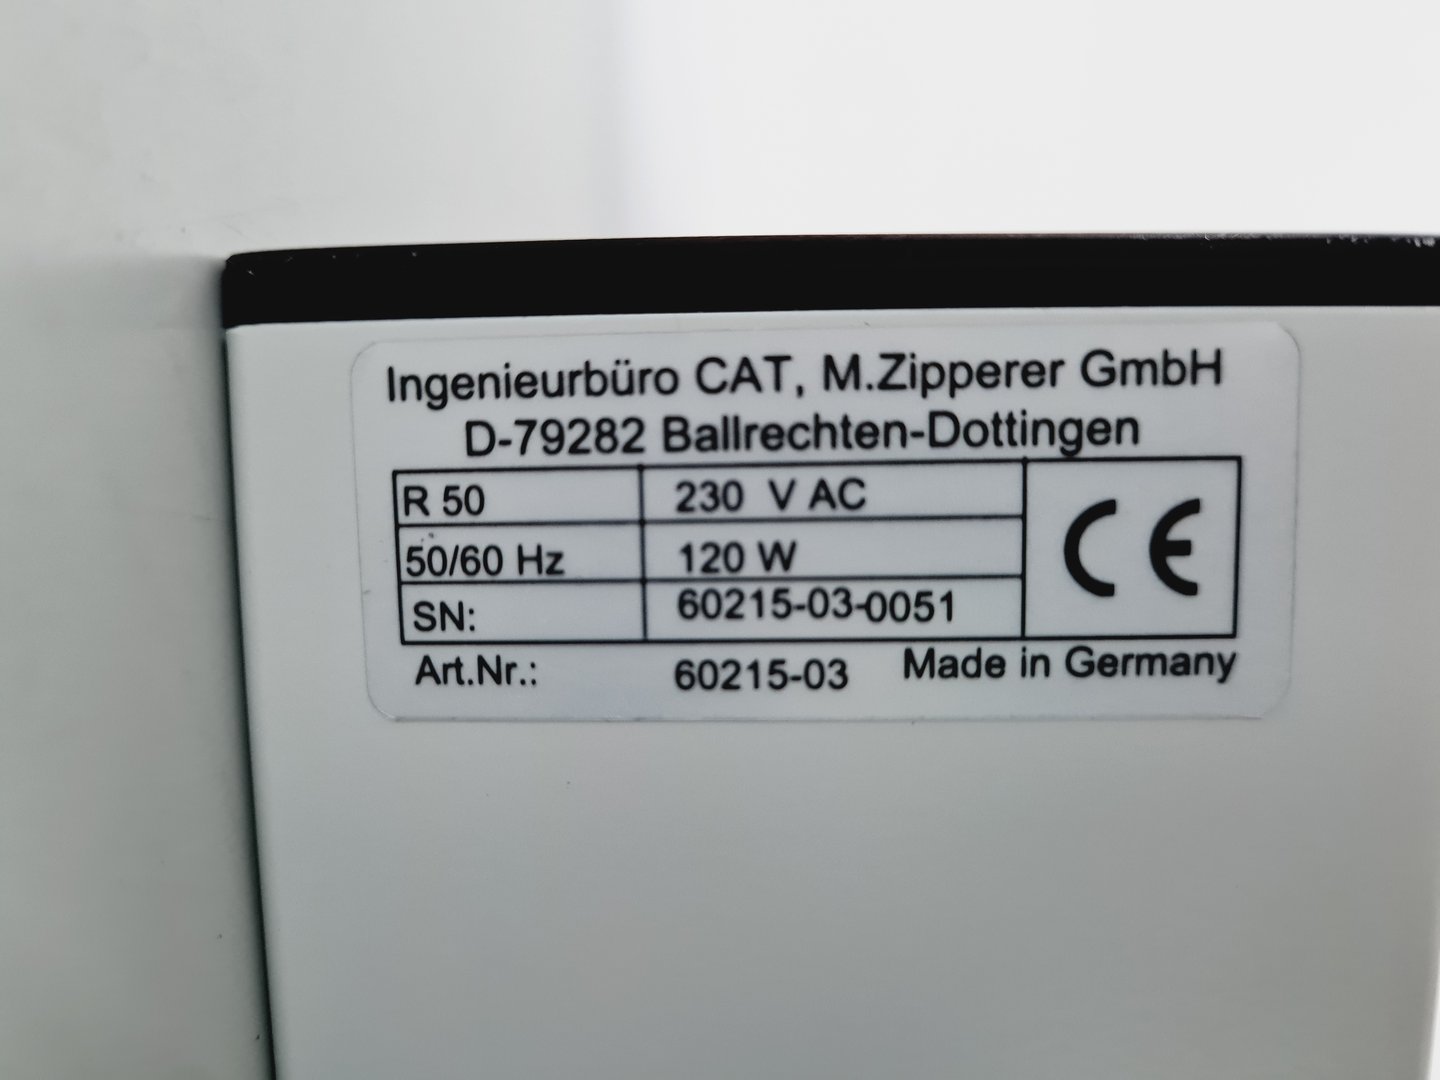 Ingenieurbüro CAT, M.Zipperer GmbH
D-79282 Ballrechten-Dottingen
R 50 230 V AC
50/60 Hz 120 W CE
SN: 60215-03-0051
Art.Nr.: 60215-03 Made in Germany